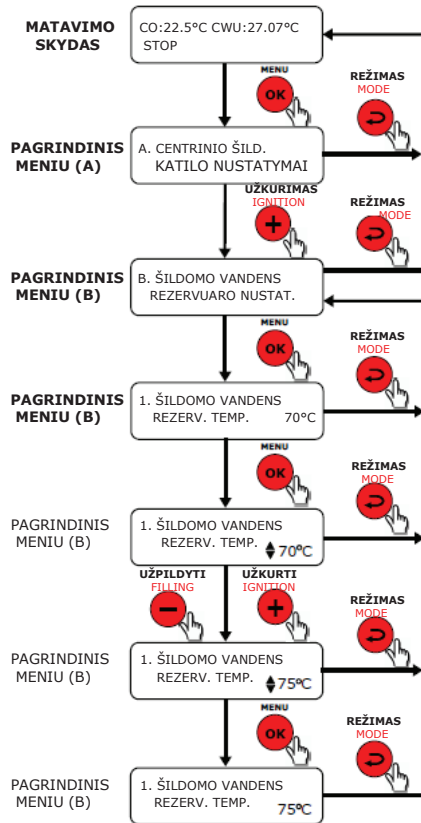 MATAVIMO
SKYDAS
CO:22.5°C CWU:27.07°C
STOP
MENU
OK
REŽIMAS
MODE
PAGRINDINIS
MENIU (A)
A. CENTRINIO ŠILD.
KATILO NUSTATYMAI
UŽKURIMAS
IGNITION
+
REŽIMAS
MODE
PAGRINDINIS
MENIU (B)
B. ŠILDOMO VANDENS
REZERVUARO NUSTAT.
MENU
OK
REŽIMAS
MODE
PAGRINDINIS
MENIU (B)
1. ŠILDOMO VANDENS
REZERV. TEMP. 70°C
MENU
OK
REŽIMAS
MODE
PAGRINDINIS
MENIU (B)
1. ŠILDOMO VANDENS
REZERV. TEMP. 70°C
UŽPILDYTI
FILLING
−
UŽKURTI
IGNITION
+
REŽIMAS
MODE
PAGRINDINIS
MENIU (B)
1. ŠILDOMO VANDENS
REZERV. TEMP. 75°C
MENU
OK
REŽIMAS
MODE
PAGRINDINIS
MENIU (B)
1. ŠILDOMO VANDENS
REZERV. TEMP. 75°C